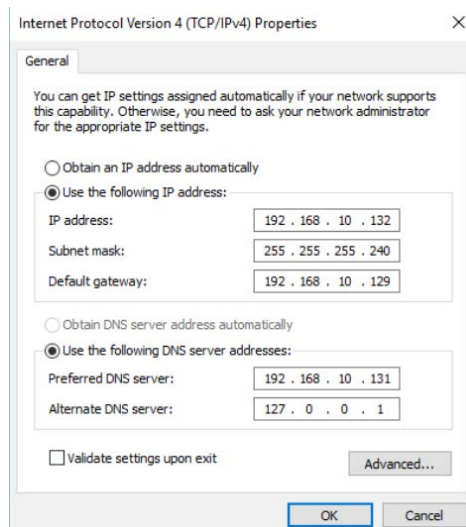 Internet Protocol Version 4 (TCP/IPv4) Properties
General
You can get IP settings assigned automatically if your network supports
this capability. Otherwise, you need to ask your network administrator
for the appropriate IP settings.
Obtain an IP address automatically
Use the following IP address:
IP address: 192 . 168 . 10 . 132
Subnet mask: 255 . 255 . 255 . 240
Default gateway: 192 . 168 . 10 . 129
Obtain DNS server address automatically
Use the following DNS server addresses:
Preferred DNS server: 192 . 168 . 10 . 131
Alternate DNS server: 127 . 0 . 0 . 1
Validate settings upon exit
Advanced...
OK Cancel